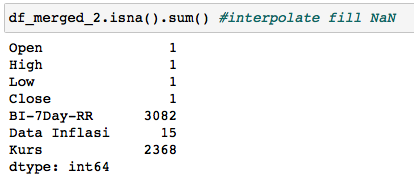 df_merged_2.isna().sum() #interpolate fill NaN
Open 1
High 1
Low 1
Close 1
BI-7Day-RR 3082
Data Inflasi 15
Kurs 2368
dtype: int64